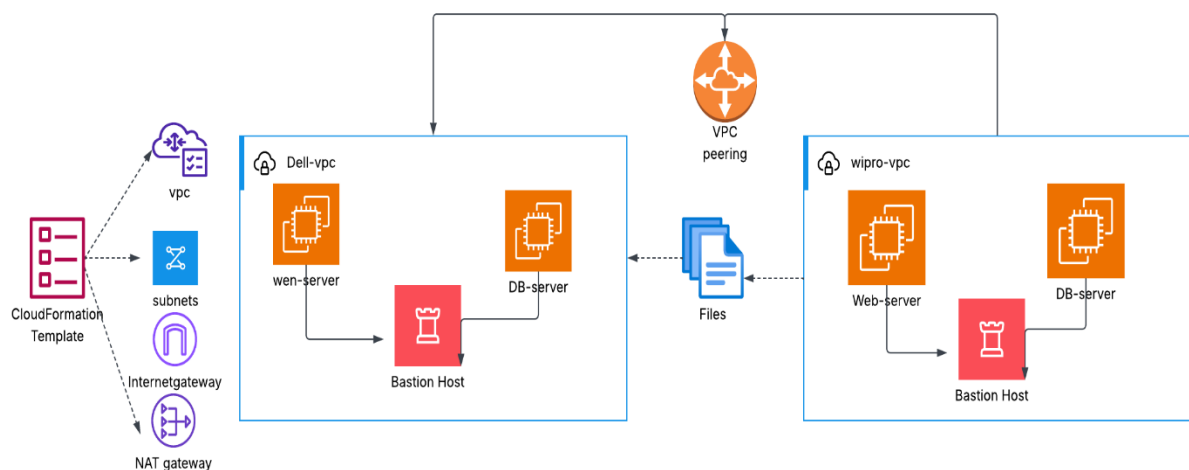 VPC
peering
Dell-vpc
wipro-vpc
vpc
wen-server
DB-server
Web-server
DB-server
subnets
CloudFormation
Template
Files
Internetgateway
Bastion Host
Bastion Host
NAT gateway